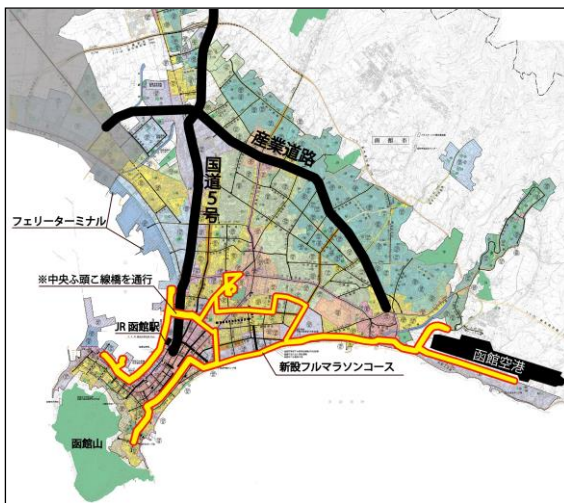 産業道路
国道5号
フェリーターミナル
※中央ふ頭こ線橋を通行
JR 函館駅
函館空港
新設フルマラソンコース
函館山